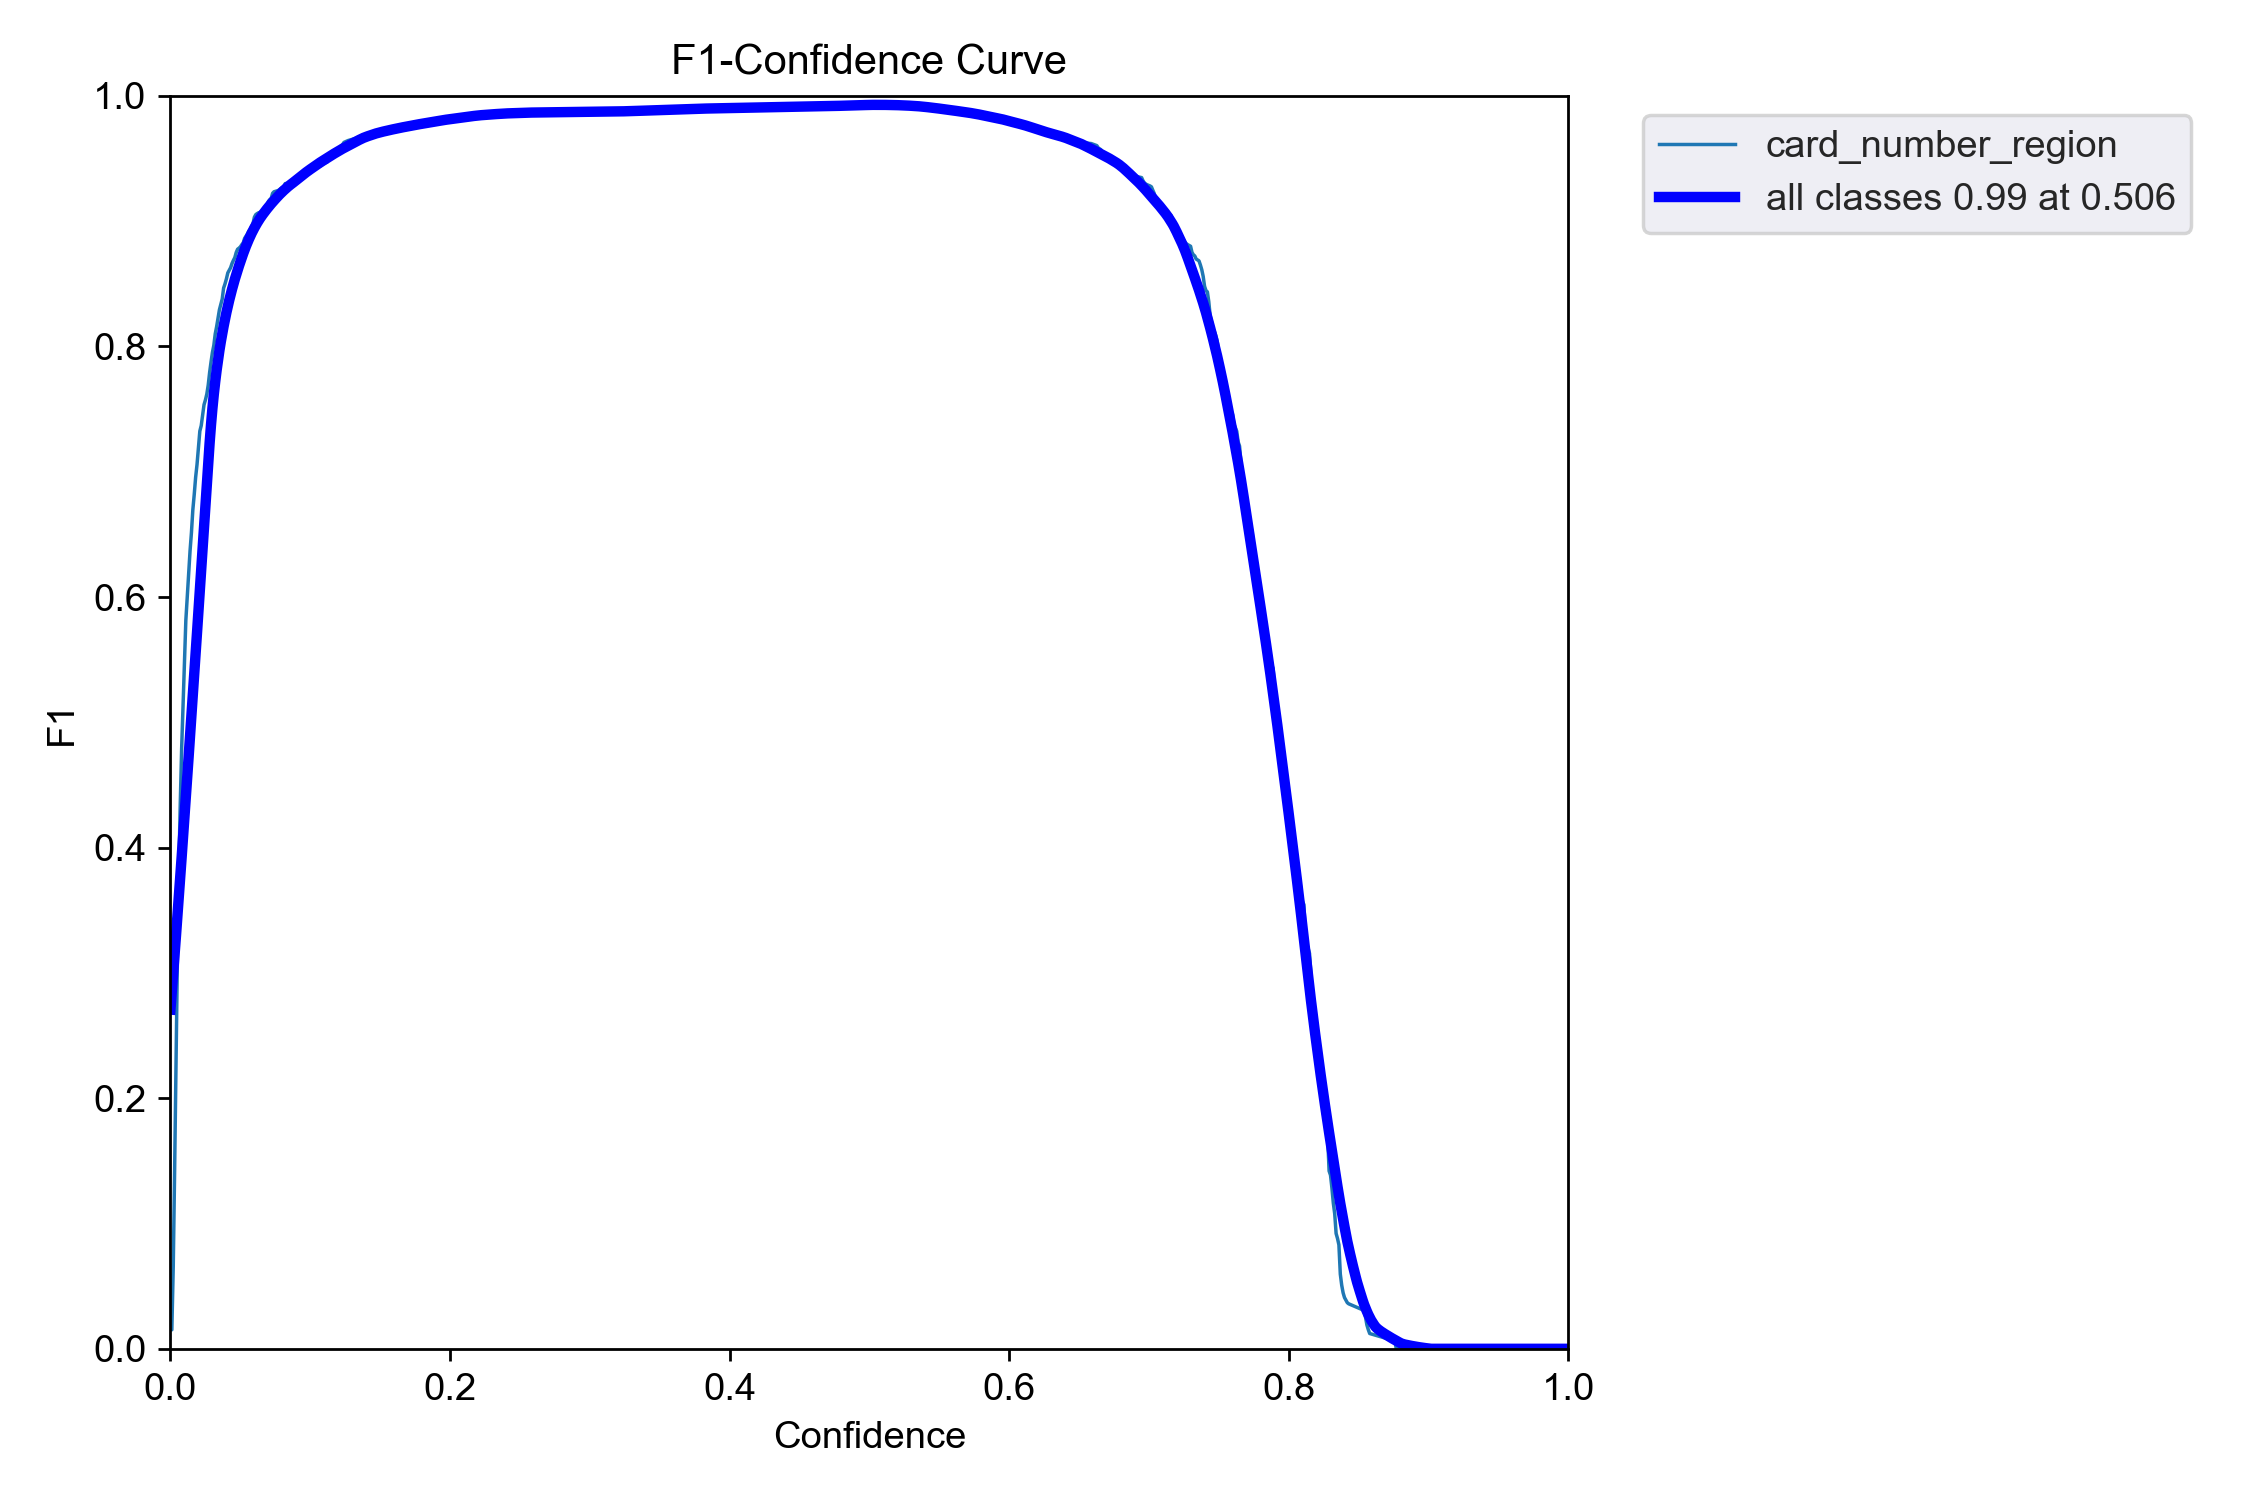 F1-Confidence Curve
card_number_region
all classes 0.99 at 0.506
1.0
0.8
0.6
0.4
0.2
0.0
F1
0.0 0.2 0.4 0.6 0.8 1.0
Confidence